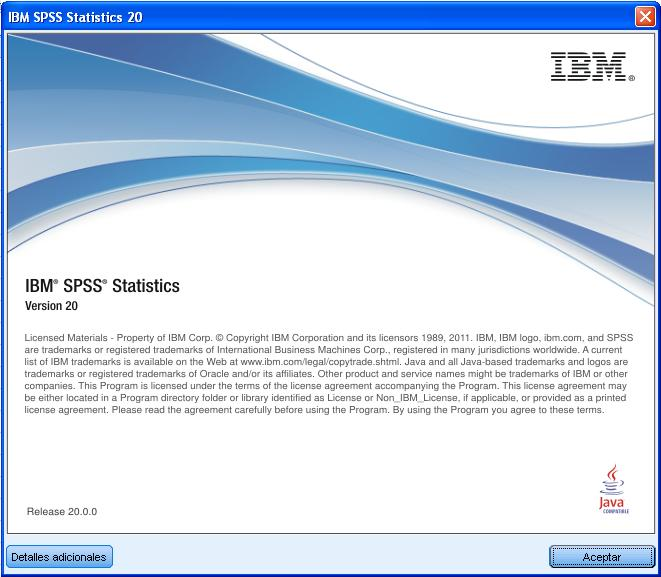 IBM SPSS Statistics 20
IBM®
IBM® SPSS® Statistics
Version 20
Licensed Materials - Property of IBM Corp. © Copyright IBM Corporation and its licensors 1989, 2011. IBM, IBM logo, ibm.com, and SPSS
are trademarks or registered trademarks of International Business Machines Corp., registered in many jurisdictions worldwide. A current
list of IBM trademarks is available on the Web at www.ibm.com/legal/copytrade.shtml. Java and all Java-based trademarks and logos are
trademarks or registered trademarks of Oracle and/or its affiliates. Other product and service names might be trademarks of IBM or other
companies. This Program is licensed under the terms of the license agreement accompanying the Program. This license agreement may
be either located in a Program directory folder or library identified as License or Non_IBM_License, if applicable, or provided as a printed
license agreement. Please read the agreement carefully before using the Program. By using the Program you agree to these terms.
Java
COMPATIBLE
Release 20.0.0
Detalles adicionales
Aceptar